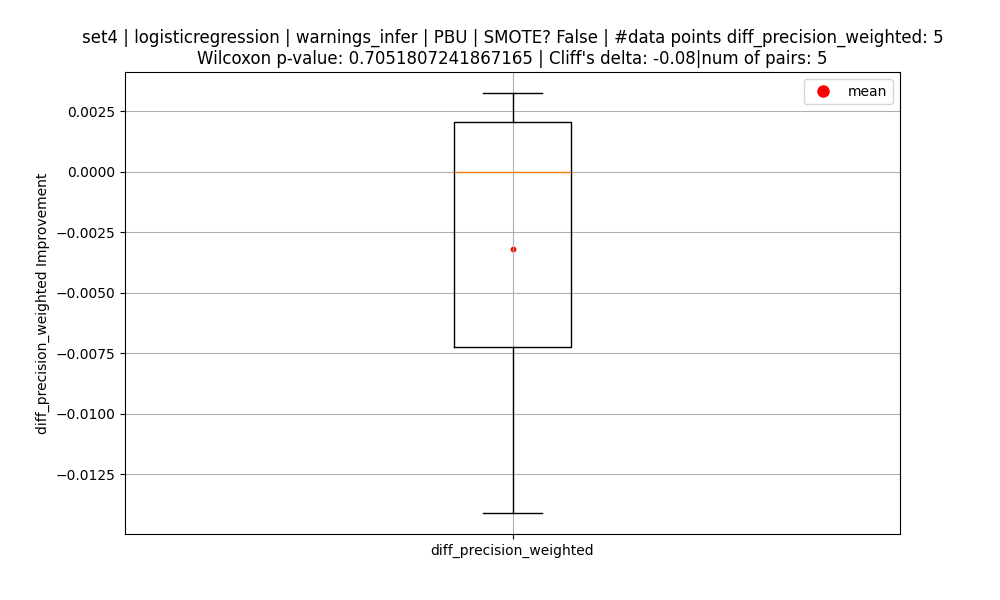 set4 | logisticregression | warnings_infer | PBU | SMOTE? False | #data points diff_precision_weighted: 5
Wilcoxon p-value: 0.7051807241867165 | Cliff's delta: -0.08|num of pairs: 5
mean
0.0025
0.0000
−0.0025
−0.0050
−0.0075
−0.0100
−0.0125
diff_precision_weighted Improvement
diff_precision_weighted